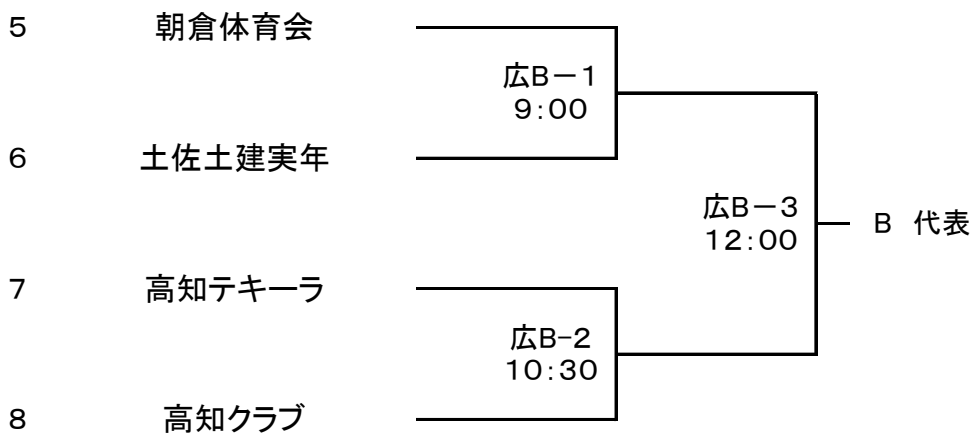 5 朝倉体育会
広B－1
9:00
6 土佐土建実年
広B－3
12:00
B 代表
7 高知テキーラ
広B-2
10:30
8 高知クラブ